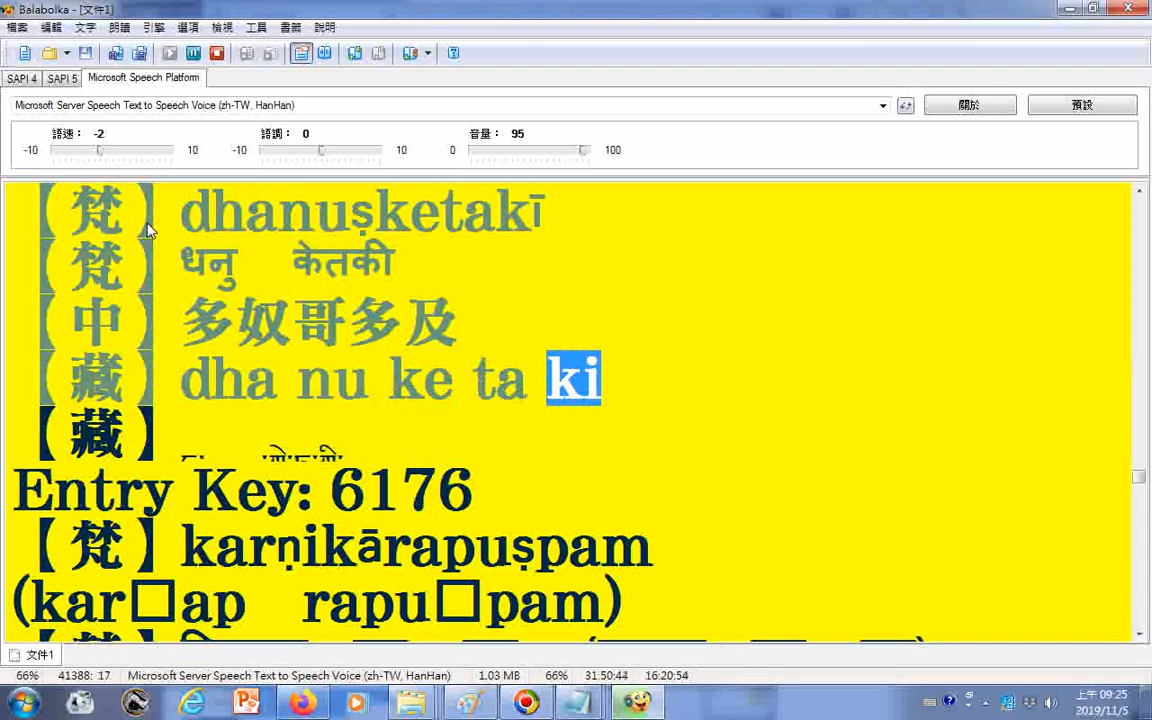 Balabolka - [文件1]
檔案 編輯 文字 朗讀 引擎 選項 檢視 工具 書籤 說明
SAPI 4 SAPI 5 Microsoft Speech Platform
Microsoft Server Speech Text to Speech Voice (zh-TW, HanHan) 關於 預設
語速： -2 語調： 0 音量： 95
-10 10 -10 10 0 100
【梵】dhanuṣketakī
【梵】धनु केतकी
【中】多奴哥多及
【藏】dha nu ke ta ki
【藏】
Entry Key: 6176
【梵】karṇikārapuṣpam
(kar□ap rapu□pam)
【梵】
文件1
66% 41388: 17 Microsoft Server Speech Text to Speech Voice (zh-TW, HanHan) 1.03 MB 66% 31:50:44 16:20:54
上午 09:25
2019/11/5